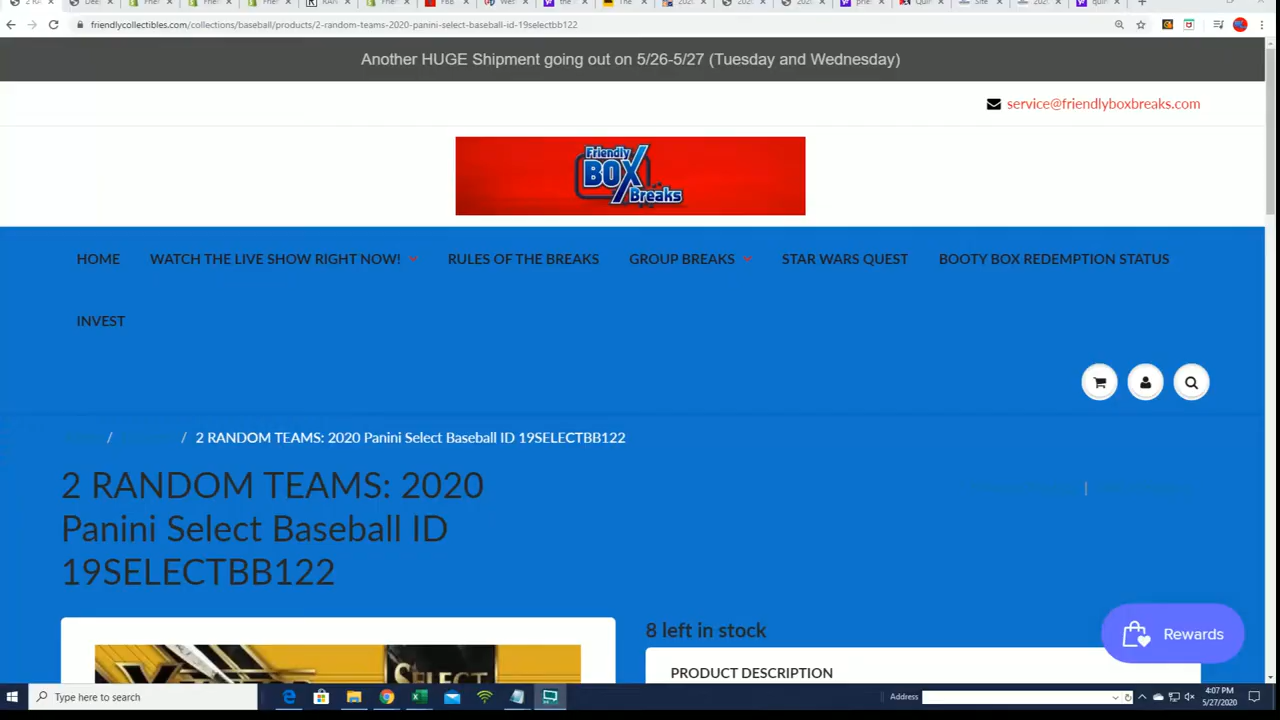 friendlycollectibles.com/collections/baseball/products/2-random-teams-2020-panini-select-baseball-id-19selectbb122
Another HUGE Shipment going out on 5/26-5/27 (Tuesday and Wednesday)
service@friendlyboxbreaks.com
Friendly
BOX
Breaks
HOME
WATCH THE LIVE SHOW RIGHT NOW!
RULES OF THE BREAKS
GROUP BREAKS
STAR WARS QUEST
BOOTY BOX REDEMPTION STATUS
INVEST
/ / 2 RANDOM TEAMS: 2020 Panini Select Baseball ID 19SELECTBB122
2 RANDOM TEAMS: 2020
Panini Select Baseball ID
19SELECTBB122
|
8 left in stock
Rewards
SELECT
PRODUCT DESCRIPTION
Type here to search
Address
4:07 PM
5/27/2020